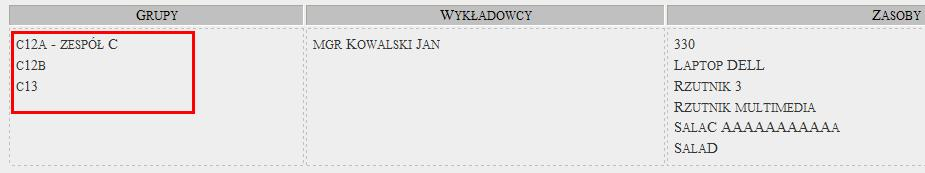 Grupy
Wykładowcy
Zasoby
c12a - zespół C
c12b
c13
mgr Kowalski Jan
330
Laptop DELL
Rzutnik 3
Rzutnik multimedia
SalaC AAAAAAAAAAAa
SalaD